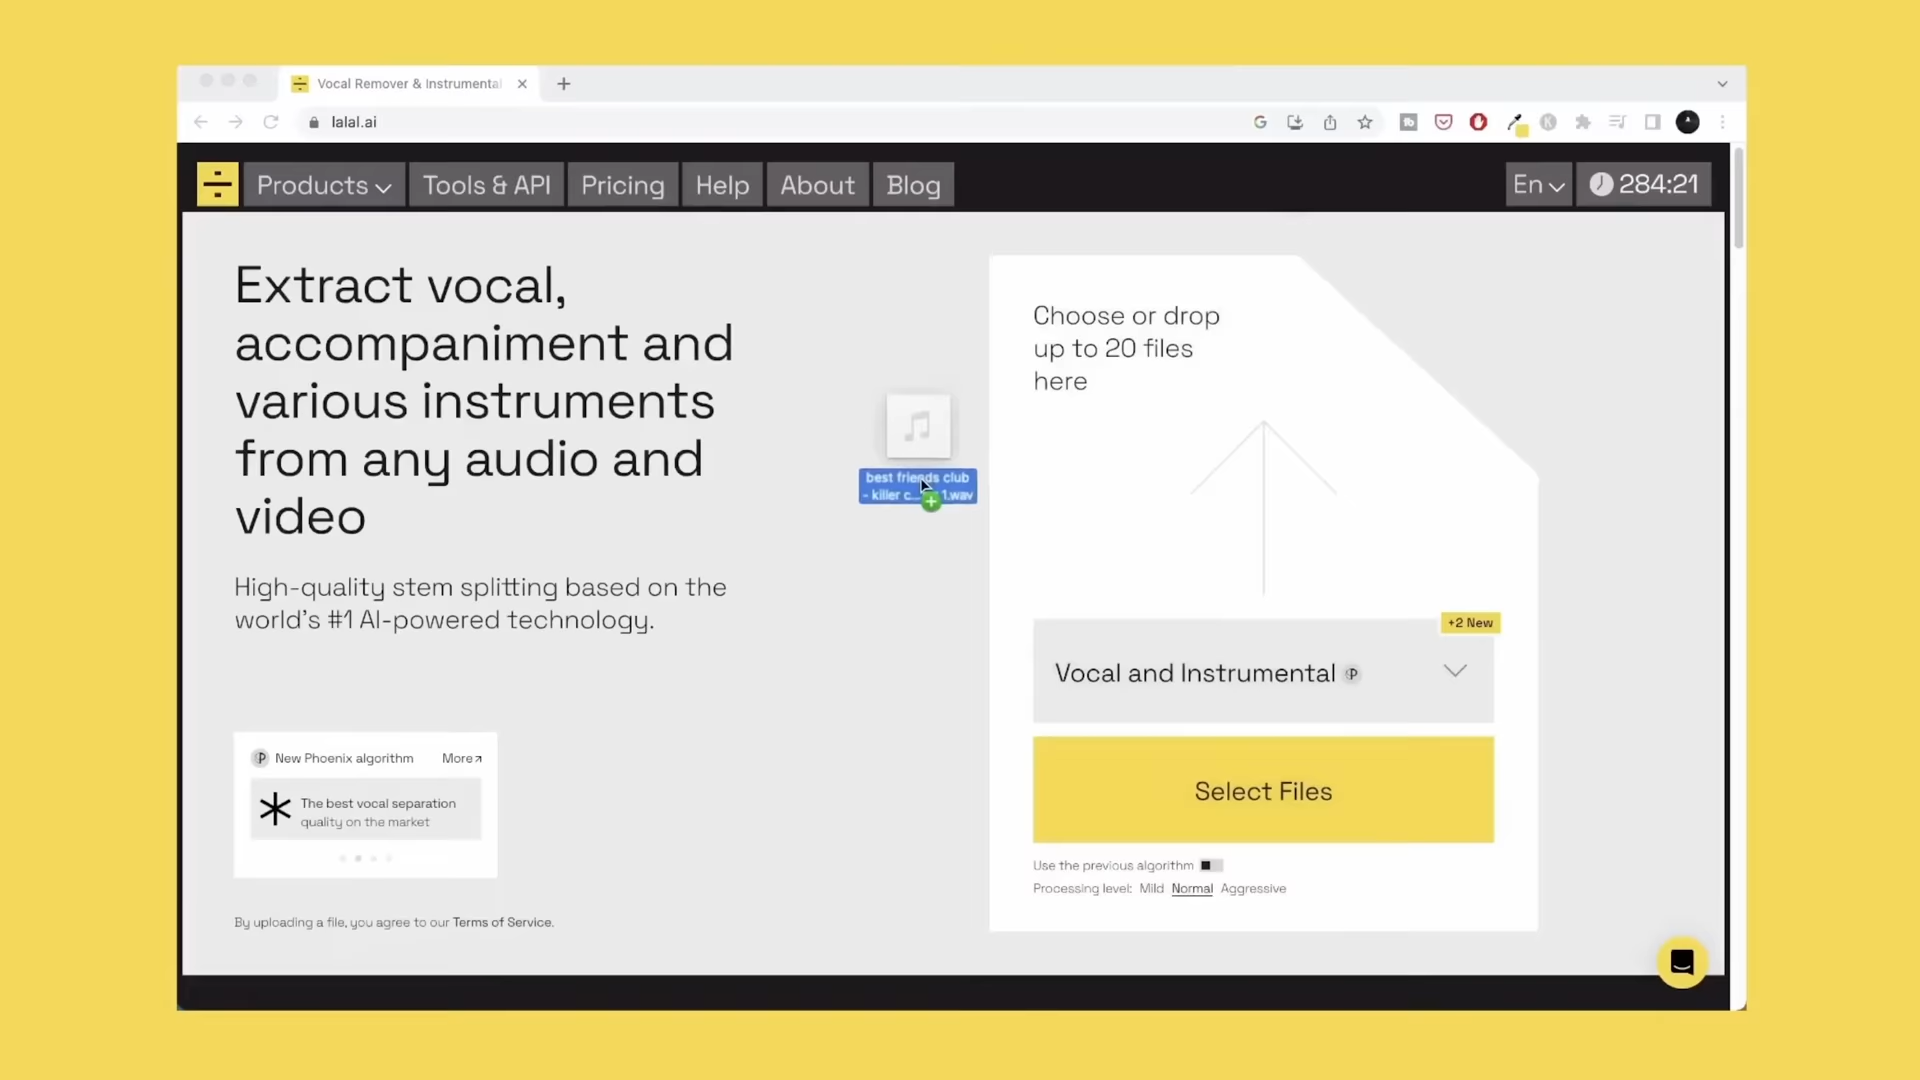 Vocal Remover & Instrumental
lalal.ai
Products
Tools & API
Pricing
Help
About
Blog
En
284:21
Extract vocal,
accompaniment and
various instruments
from any audio and
video
High-quality stem splitting based on the
world's #1 AI-powered technology.
New Phoenix algorithm
More
The best vocal separation
quality on the market
By uploading a file, you agree to our Terms of Service.
best friends club
- killer c... 1.wav
Choose or drop
up to 20 files
here
+2 New
Vocal and Instrumental
Select Files
Use the previous algorithm
Processing level: Mild Normal Aggressive